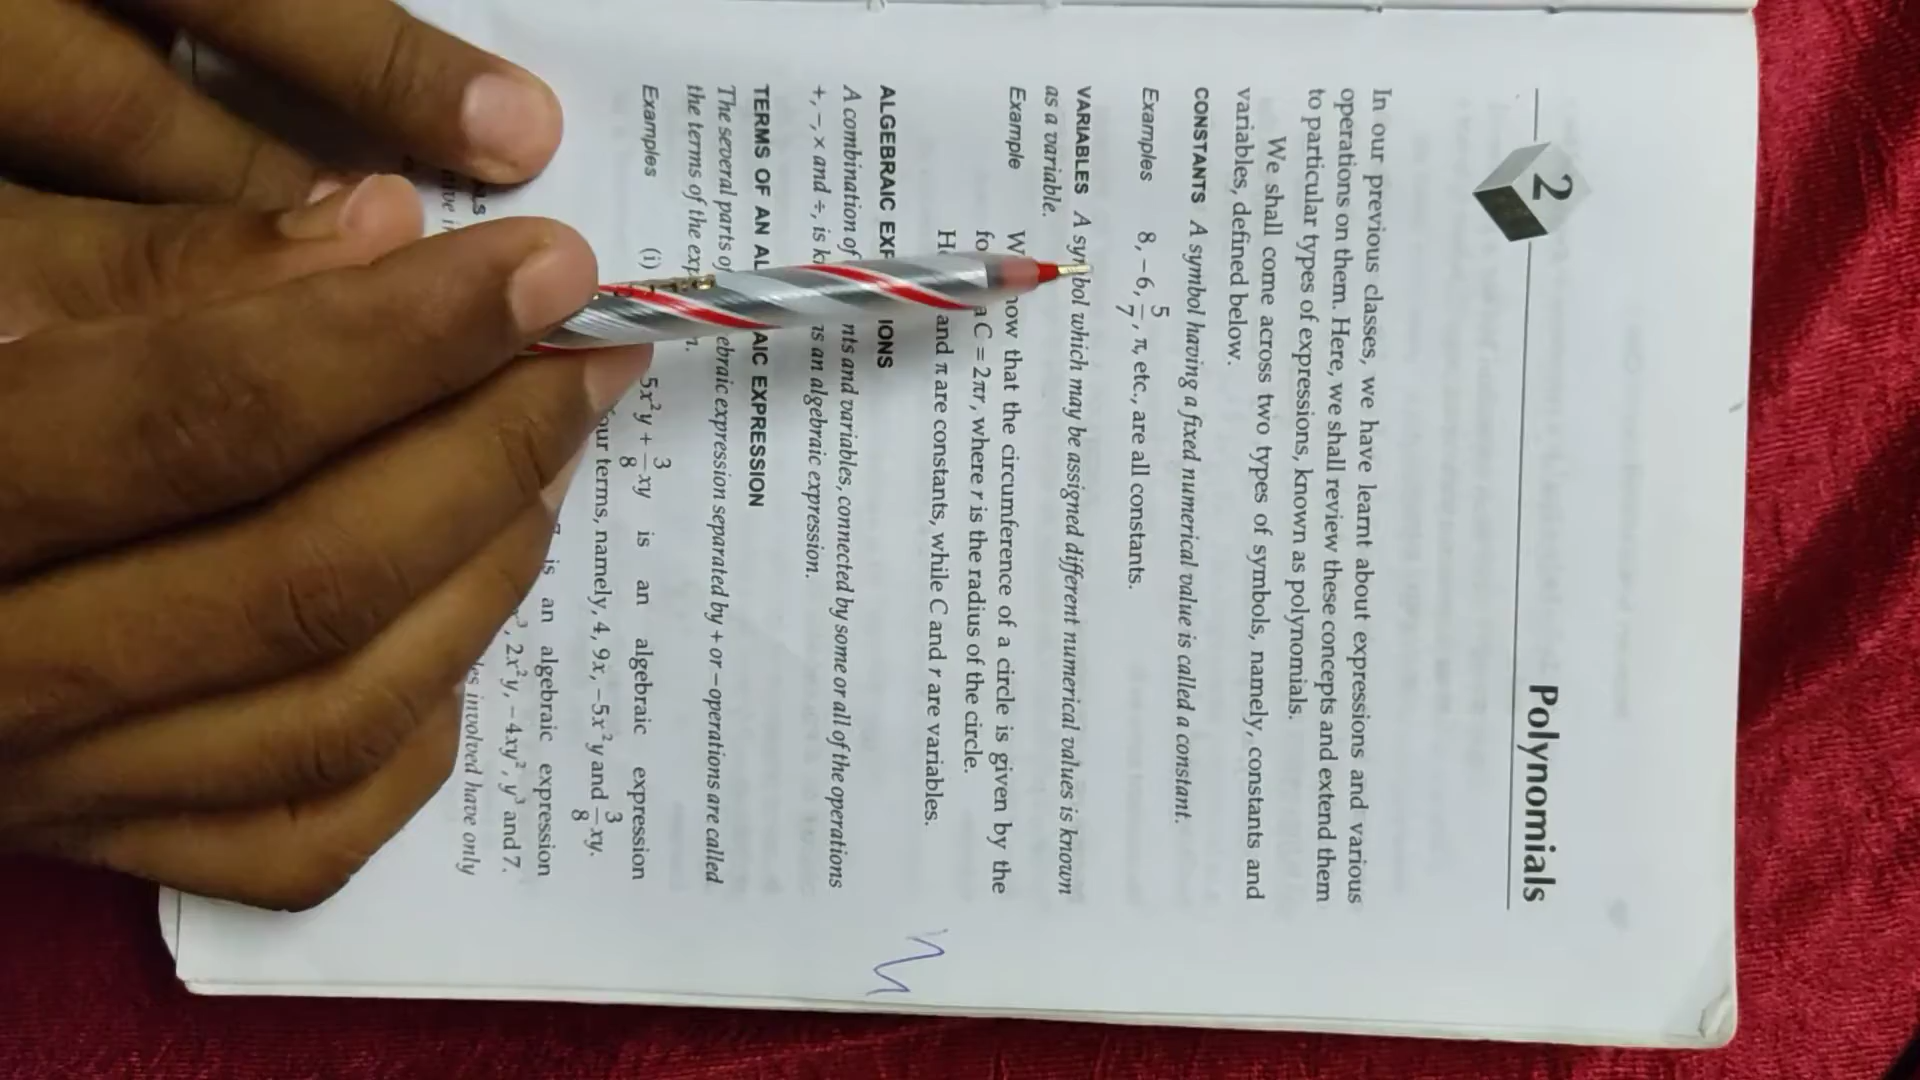 2
Polynomials
In our previous classes, we have learnt about expressions and various
operations on them. Here, we shall review these concepts and extend them
to particular types of expressions, known as polynomials.
We shall come across two types of symbols, namely, constants and
variables, defined below.
CONSTANTS A symbol having a fixed numerical value is called a constant.
Examples 8, −6, 5/7, π, etc., are all constants.
VARIABLES A symbol which may be assigned different numerical values is known
as a variable.
Example that the circumference of a circle is given by the
C = 2πr, where r is the radius of the circle.
and π are constants, while C and r are variables.
ALGEBRAIC
A combination of and variables, connected by some or all of the operations
+, −, × and ÷, is an algebraic expression.
TERMS OF AN EXPRESSION
The several parts of expression separated by + or − operations are called
the terms of the
Examples (i) 5x²y + 3/8 xy is an algebraic expression
terms, namely, 4, 9x, −5x²y and 3/8 xy.
is an algebraic expression
, 2x²y, −4xy², y³ and 7.
involved have only